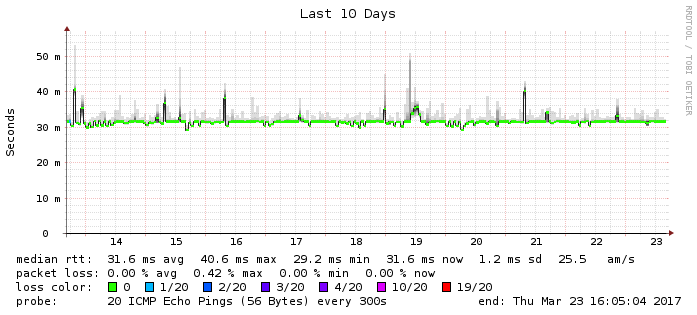 Last 10 Days
RRDTOOL / TOBI OETIKER
Seconds
50 m
40 m
30 m
20 m
10 m
0
14 15 16 17 18 19 20 21 22 23
median rtt: 31.6 ms avg 40.6 ms max 29.2 ms min 31.6 ms now 1.2 ms sd 25.5 am/s
packet loss: 0.00 % avg 0.42 % max 0.00 % min 0.00 % now
loss color: 0 1/20 2/20 3/20 4/20 10/20 19/20
probe: 20 ICMP Echo Pings (56 Bytes) every 300s end: Thu Mar 23 16:05:04 2017